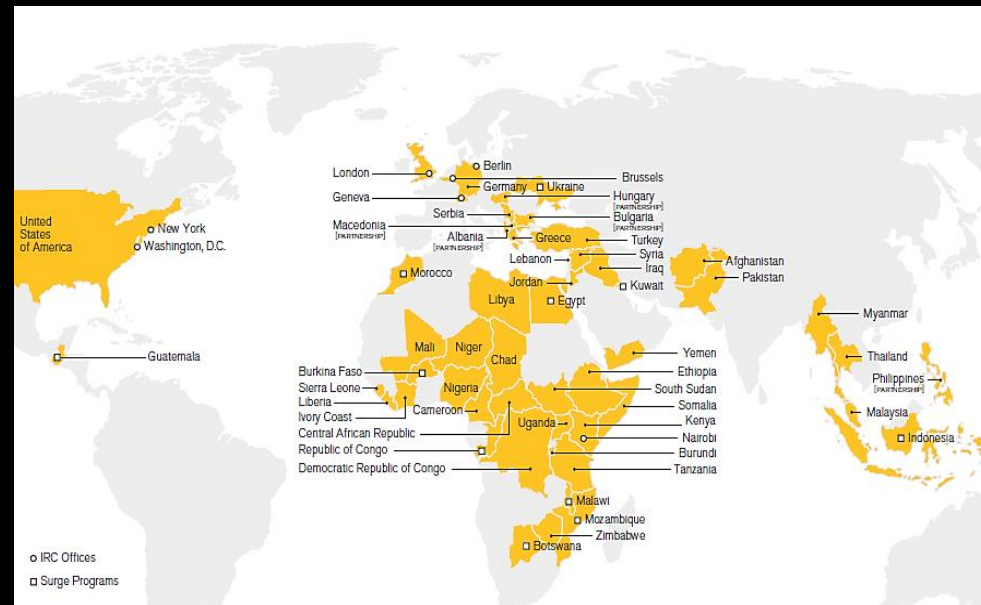 United
States
of America
New York
Washington, D.C.
Guatemala
London
Geneva
Berlin
Brussels
Germany
Ukraine
Hungary
[PARTNERSHIP]
Serbia
Bulgaria
[PARTNERSHIP]
Macedonia
[PARTNERSHIP]
Albania
[PARTNERSHIP]
Greece
Turkey
Lebanon
Syria
Iraq
Jordan
Kuwait
Afghanistan
Pakistan
Morocco
Libya
Egypt
Myanmar
Thailand
Philippines
[PARTNERSHIP]
Malaysia
Indonesia
Mali
Niger
Chad
Yemen
Burkina Faso
Ethiopia
Sierra Leone
Nigeria
South Sudan
Liberia
Somalia
Ivory Coast
Cameroon
Uganda
Kenya
Central African Republic
Nairobi
Republic of Congo
Burundi
Democratic Republic of Congo
Tanzania
Malawi
Mozambique
Zimbabwe
Botswana
IRC Offices
Surge Programs